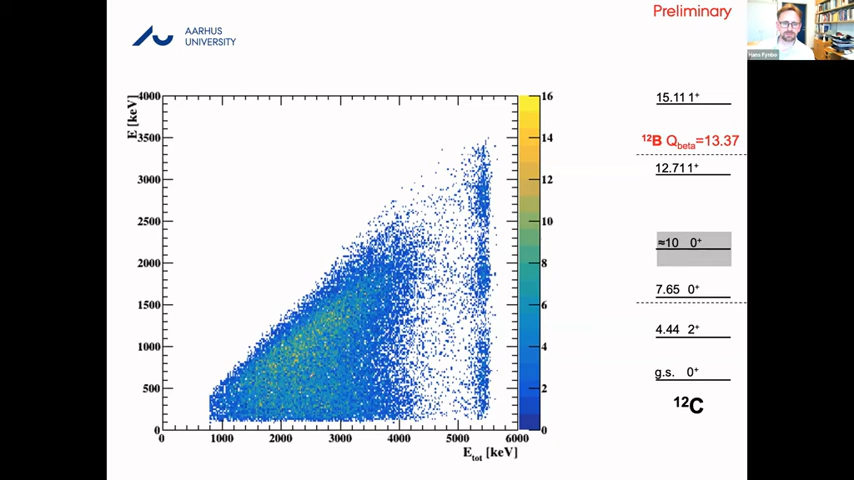 Preliminary
AARHUS
UNIVERSITY
Hans Fynbo
E [keV]
4000
3500
3000
2500
2000
1500
1000
500
0
0 1000 2000 3000 4000 5000 6000
E_tot [keV]
16
14
12
10
8
6
4
2
0
15.11 1⁺
¹²B Q_beta=13.37
12.71 1⁺
≈10 0⁺
7.65 0⁺
4.44 2⁺
g.s. 0⁺
¹²C